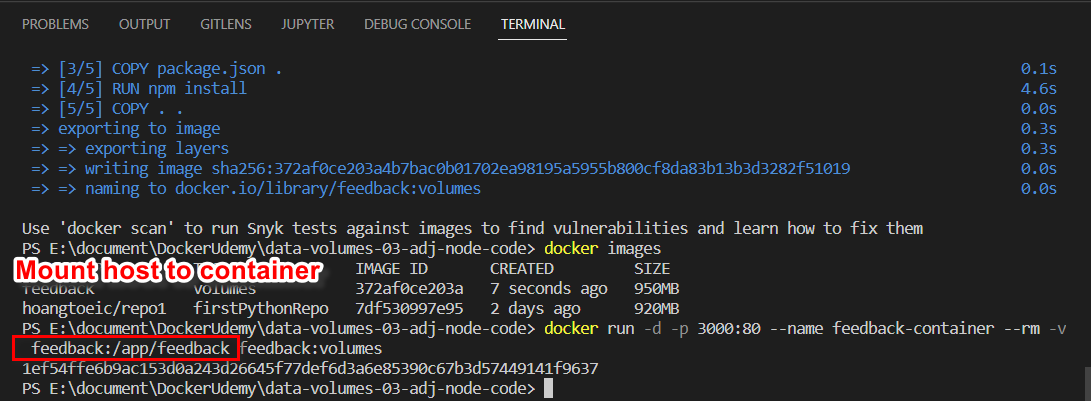 PROBLEMS OUTPUT GITLENS JUPYTER DEBUG CONSOLE TERMINAL
=> [3/5] COPY package.json . 0.1s
=> [4/5] RUN npm install 4.6s
=> [5/5] COPY . . 0.0s
=> exporting to image 0.3s
=> => exporting layers 0.3s
=> => writing image sha256:372af0ce203a4b7bac0b01702ea98195a5955b800cf8da83b13b3d3282f51019 0.0s
=> => naming to docker.io/library/feedback:volumes 0.0s
Use 'docker scan' to run Snyk tests against images to find vulnerabilities and learn how to fix them
PS E:\document\DockerUdemy\data-volumes-03-adj-node-code> docker images
Mount host to container IMAGE ID CREATED SIZE
feedback volumes 372af0ce203a 7 seconds ago 950MB
hoangtoeic/repo1 firstPythonRepo 7df530997e95 2 days ago 920MB
PS E:\document\DockerUdemy\data-volumes-03-adj-node-code> docker run -d -p 3000:80 --name feedback-container --rm -v
feedback:/app/feedback feedback:volumes
1ef54ffe6b9ac153d0a243d26645f77def6d3a6e85390c67b3d57449141f9637
PS E:\document\DockerUdemy\data-volumes-03-adj-node-code>